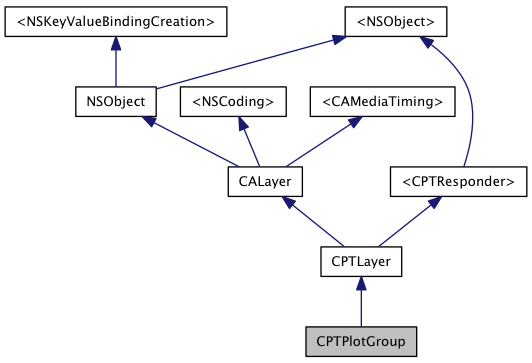 <NSKeyValueBindingCreation>
<NSObject>
NSObject
<NSCoding>
<CAMediaTiming>
CALayer
<CPTResponder>
CPTLayer
CPTPlotGroup